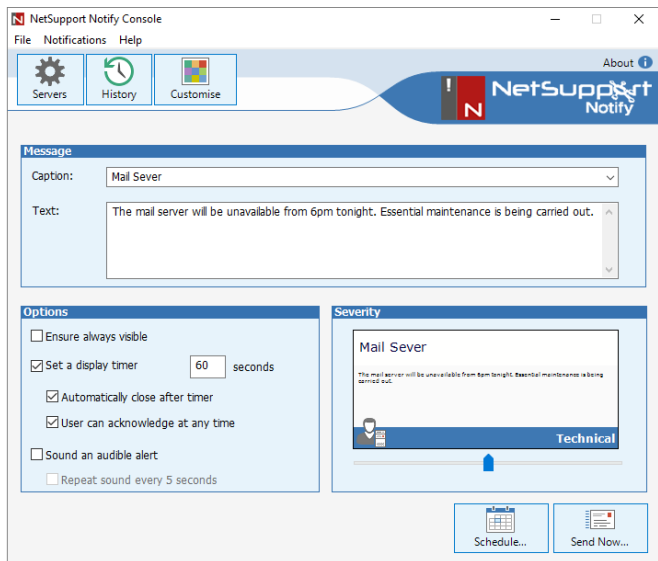 NetSupport Notify Console
File Notifications Help
About
Servers History Customise
! N NetSupport
Notify
Message
Caption: Mail Sever
Text: The mail server will be unavailable from 6pm tonight. Essential maintenance is being carried out.
Options
Ensure always visible
Set a display timer 60 seconds
Automatically close after timer
User can acknowledge at any time
Sound an audible alert
Repeat sound every 5 seconds
Severity
Mail Sever
The mail server will be unavailable from 6pm tonight. Essential maintenance is being
carried out.
Technical
Schedule... Send Now...